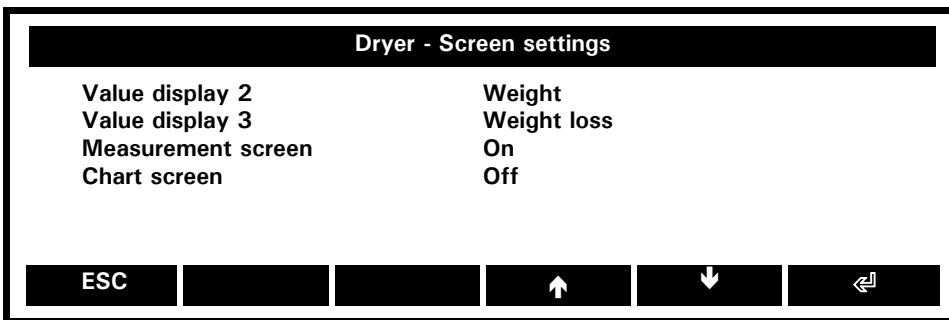 Dryer - Screen settings
Value display 2 Weight
Value display 3 Weight loss
Measurement screen On
Chart screen Off
ESC